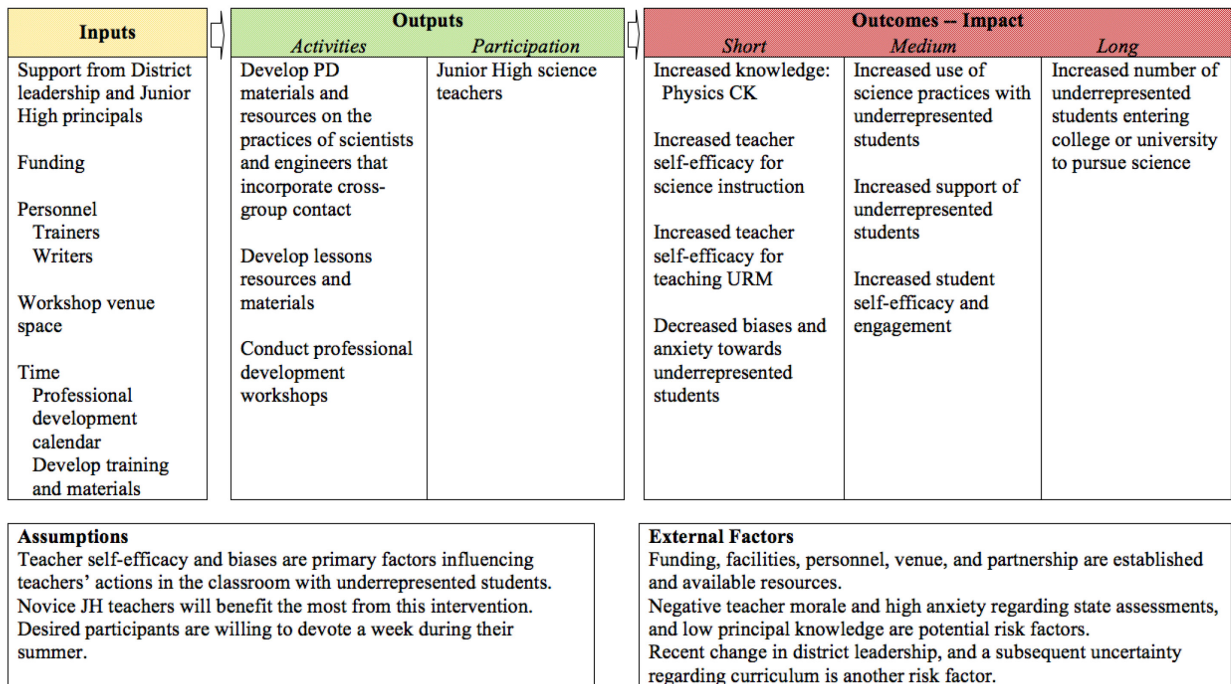 Inputs
Support from District
leadership and Junior
High principals
Funding
Personnel
Trainers
Writers
Workshop venue
space
Time
Professional
development
calendar
Develop training
and materials
Outputs
Activities
Participation
Develop PD
materials and
resources on the
practices of scientists
and engineers that
incorporate cross-
group contact
Develop lessons
resources and
materials
Conduct professional
development
workshops
Junior High science
teachers
Outcomes – Impact
Short
Medium
Long
Increased knowledge:
Physics CK
Increased teacher
self-efficacy for
science instruction
Increased teacher
self-efficacy for
teaching URM
Decreased biases and
anxiety towards
underrepresented
students
Increased use of
science practices with
underrepresented
students
Increased support of
underrepresented
students
Increased student
self-efficacy and
engagement
Increased number of
underrepresented
students entering
college or university
to pursue science
Assumptions
Teacher self-efficacy and biases are primary factors influencing
teachers’ actions in the classroom with underrepresented students.
Novice JH teachers will benefit the most from this intervention.
Desired participants are willing to devote a week during their
summer.
External Factors
Funding, facilities, personnel, venue, and partnership are established
and available resources.
Negative teacher morale and high anxiety regarding state assessments,
and low principal knowledge are potential risk factors.
Recent change in district leadership, and a subsequent uncertainty
regarding curriculum is another risk factor.